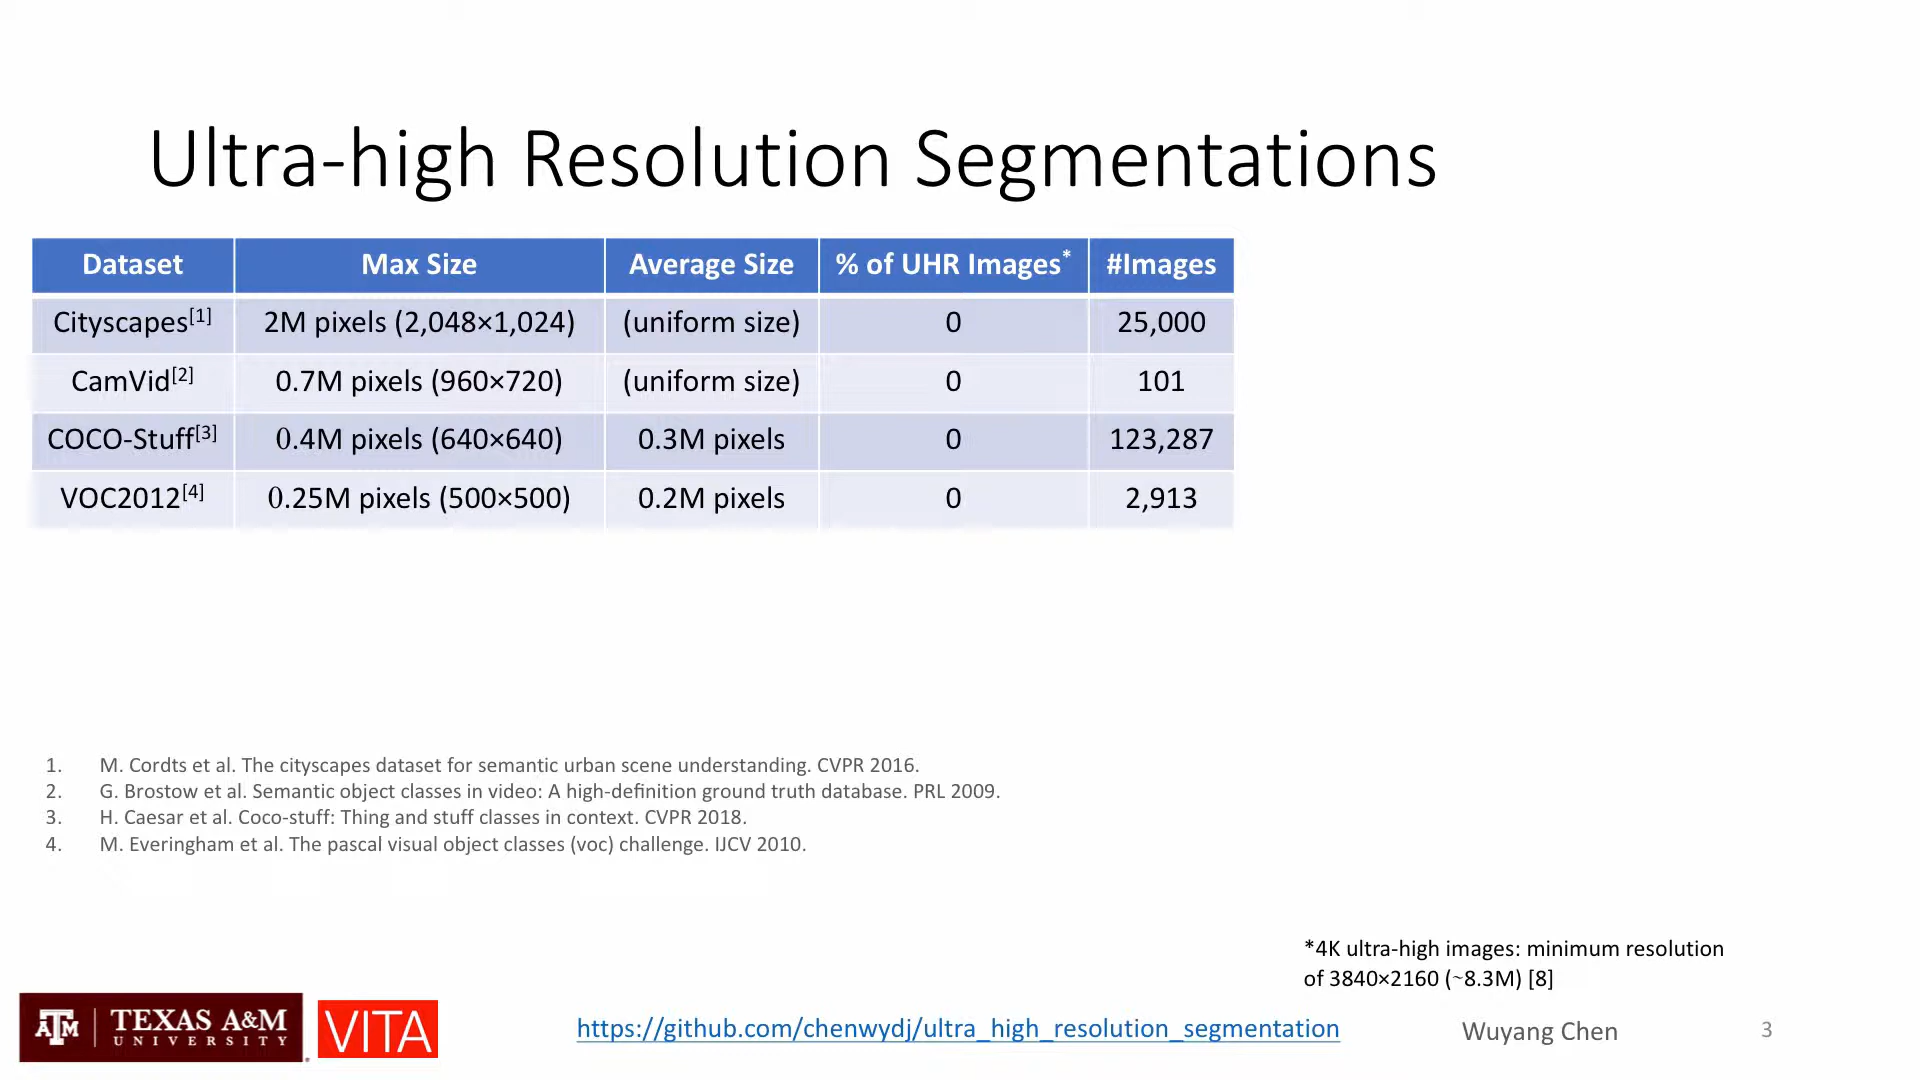 Ultra-high Resolution Segmentations
Dataset Max Size Average Size % of UHR Images* #Images
Cityscapes[1] 2M pixels (2,048×1,024) (uniform size) 0 25,000
CamVid[2] 0.7M pixels (960×720) (uniform size) 0 101
COCO-Stuff[3] 0.4M pixels (640×640) 0.3M pixels 0 123,287
VOC2012[4] 0.25M pixels (500×500) 0.2M pixels 0 2,913
1. M. Cordts et al. The cityscapes dataset for semantic urban scene understanding. CVPR 2016.
2. G. Brostow et al. Semantic object classes in video: A high-definition ground truth database. PRL 2009.
3. H. Caesar et al. Coco-stuff: Thing and stuff classes in context. CVPR 2018.
4. M. Everingham et al. The pascal visual object classes (voc) challenge. IJCV 2010.
*4K ultra-high images: minimum resolution
of 3840×2160 (~8.3M) [8]
ATM TEXAS A&M
UNIVERSITY
VITA
https://github.com/chenwydj/ultra_high_resolution_segmentation
Wuyang Chen
3